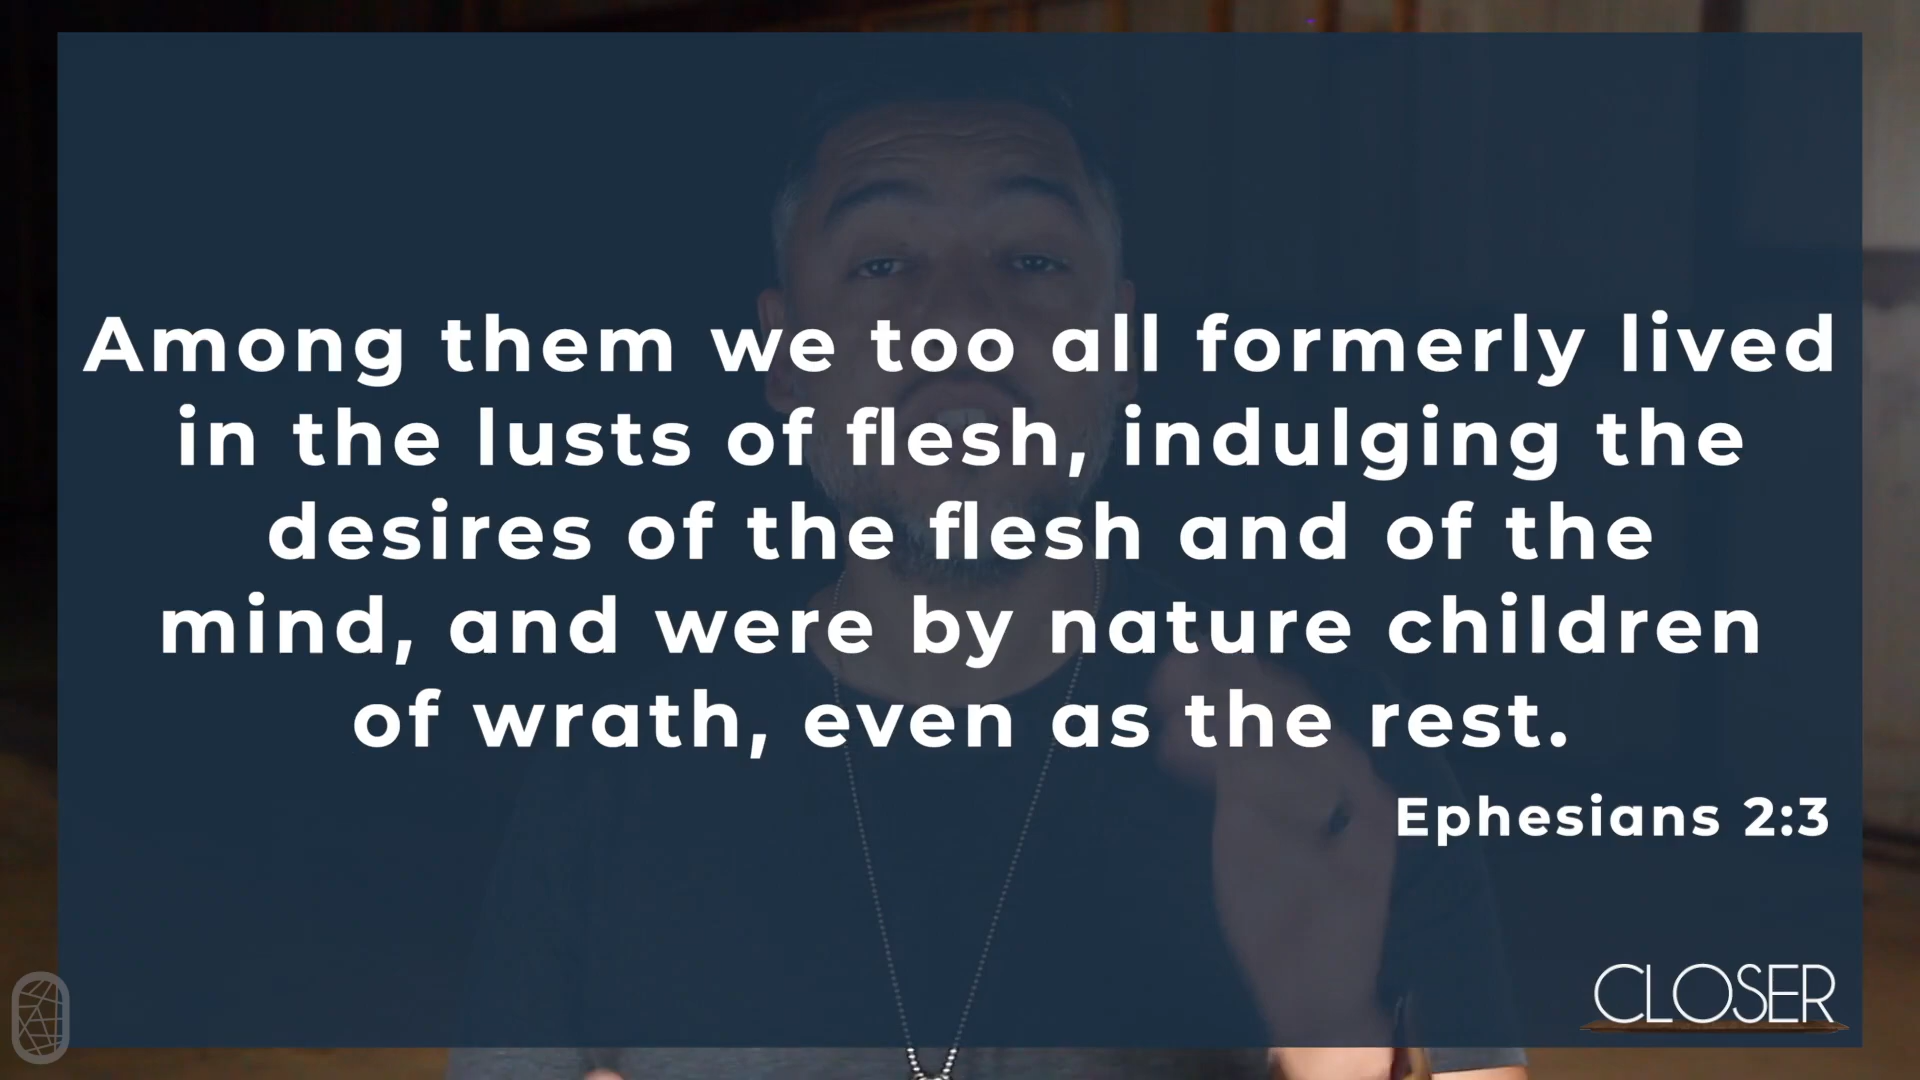 Among them we too all formerly lived
in the lusts of flesh, indulging the
desires of the flesh and of the
mind, and were by nature children
of wrath, even as the rest.
Ephesians 2:3
CLOSER